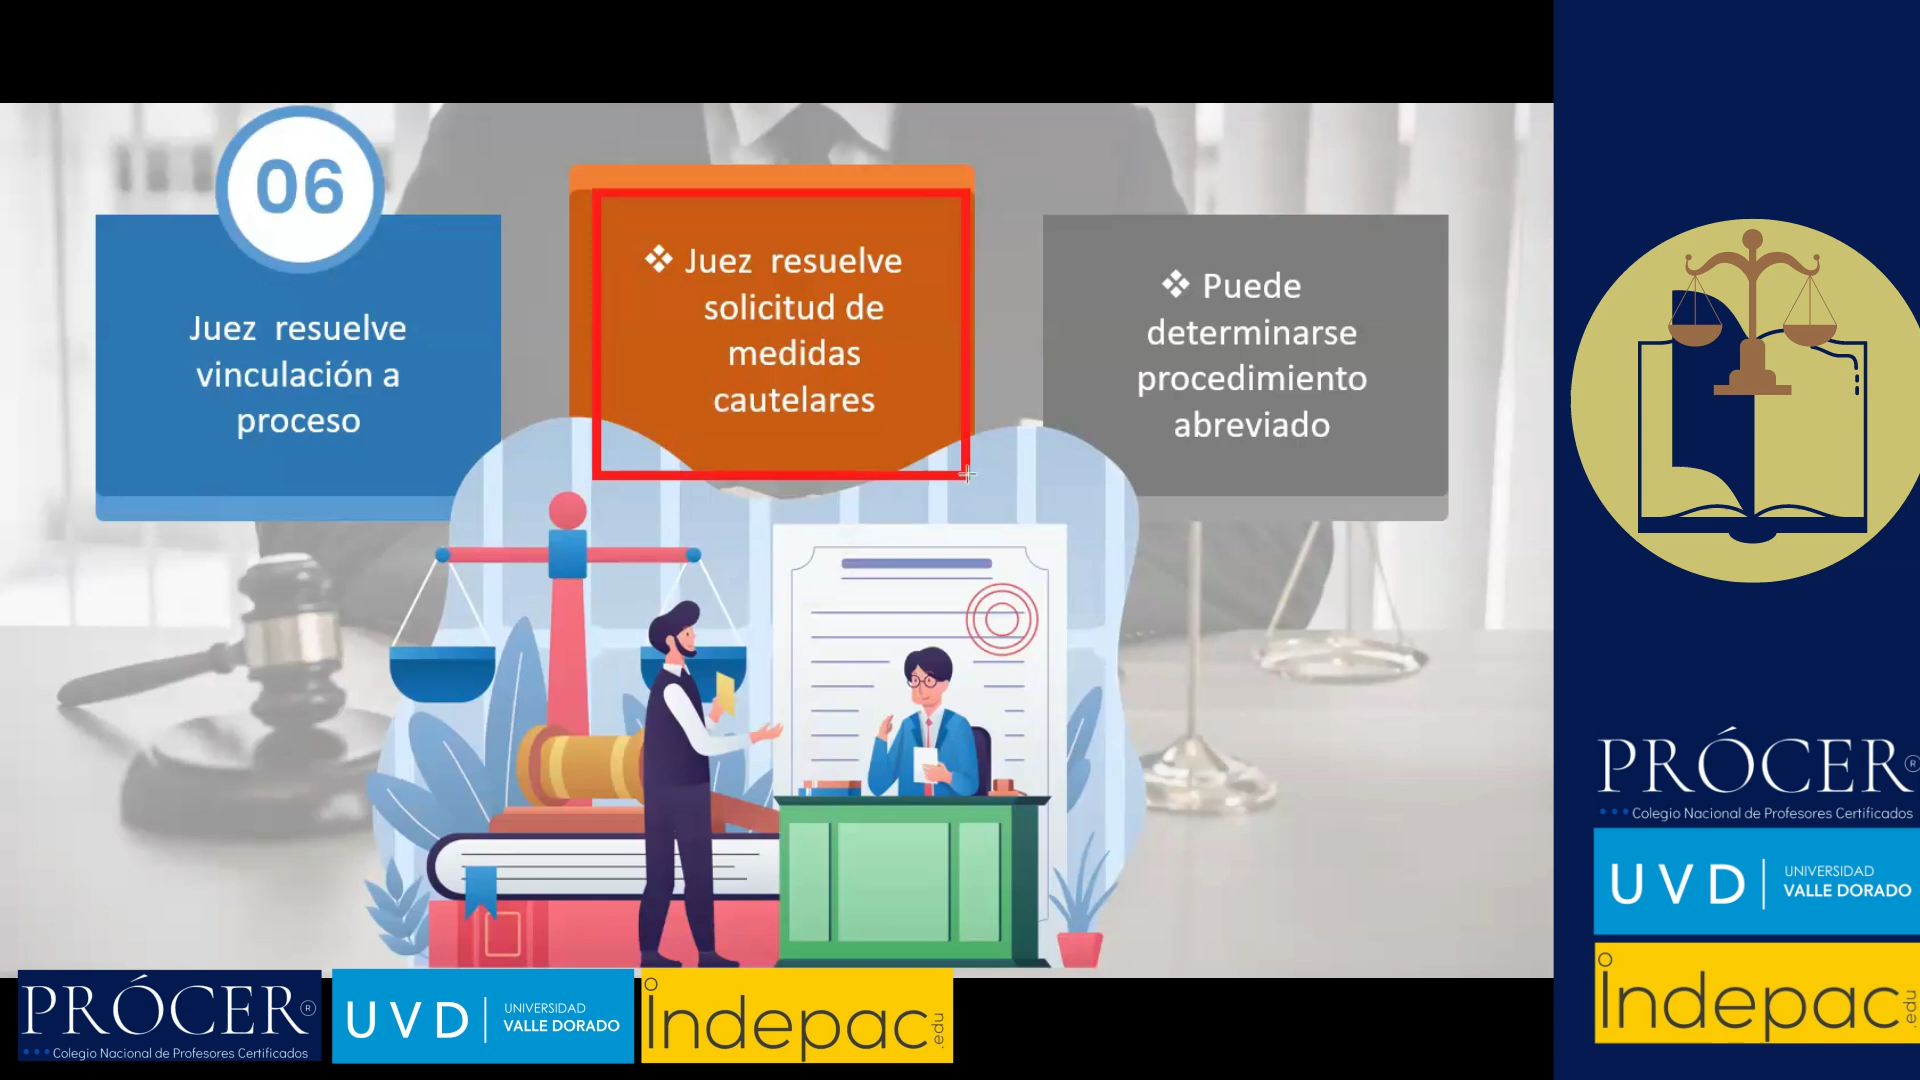 06
Juez resuelve
vinculación a
proceso
❖ Juez resuelve
solicitud de
medidas
cautelares
❖ Puede
determinarse
procedimiento
abreviado
PRÓCER®
Colegio Nacional de Profesores Certificados
UVD
UNIVERSIDAD
VALLE DORADO
indepac.edu
PRÓCER®
Colegio Nacional de Profesores Certificados
UVD
UNIVERSIDAD
VALLE DORADO
indepac.edu